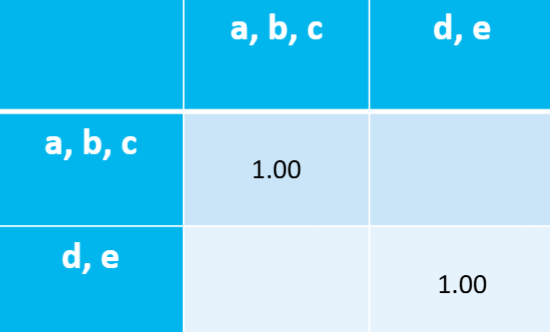 a, b, c d, e
a, b, c 1.00
d, e 1.00